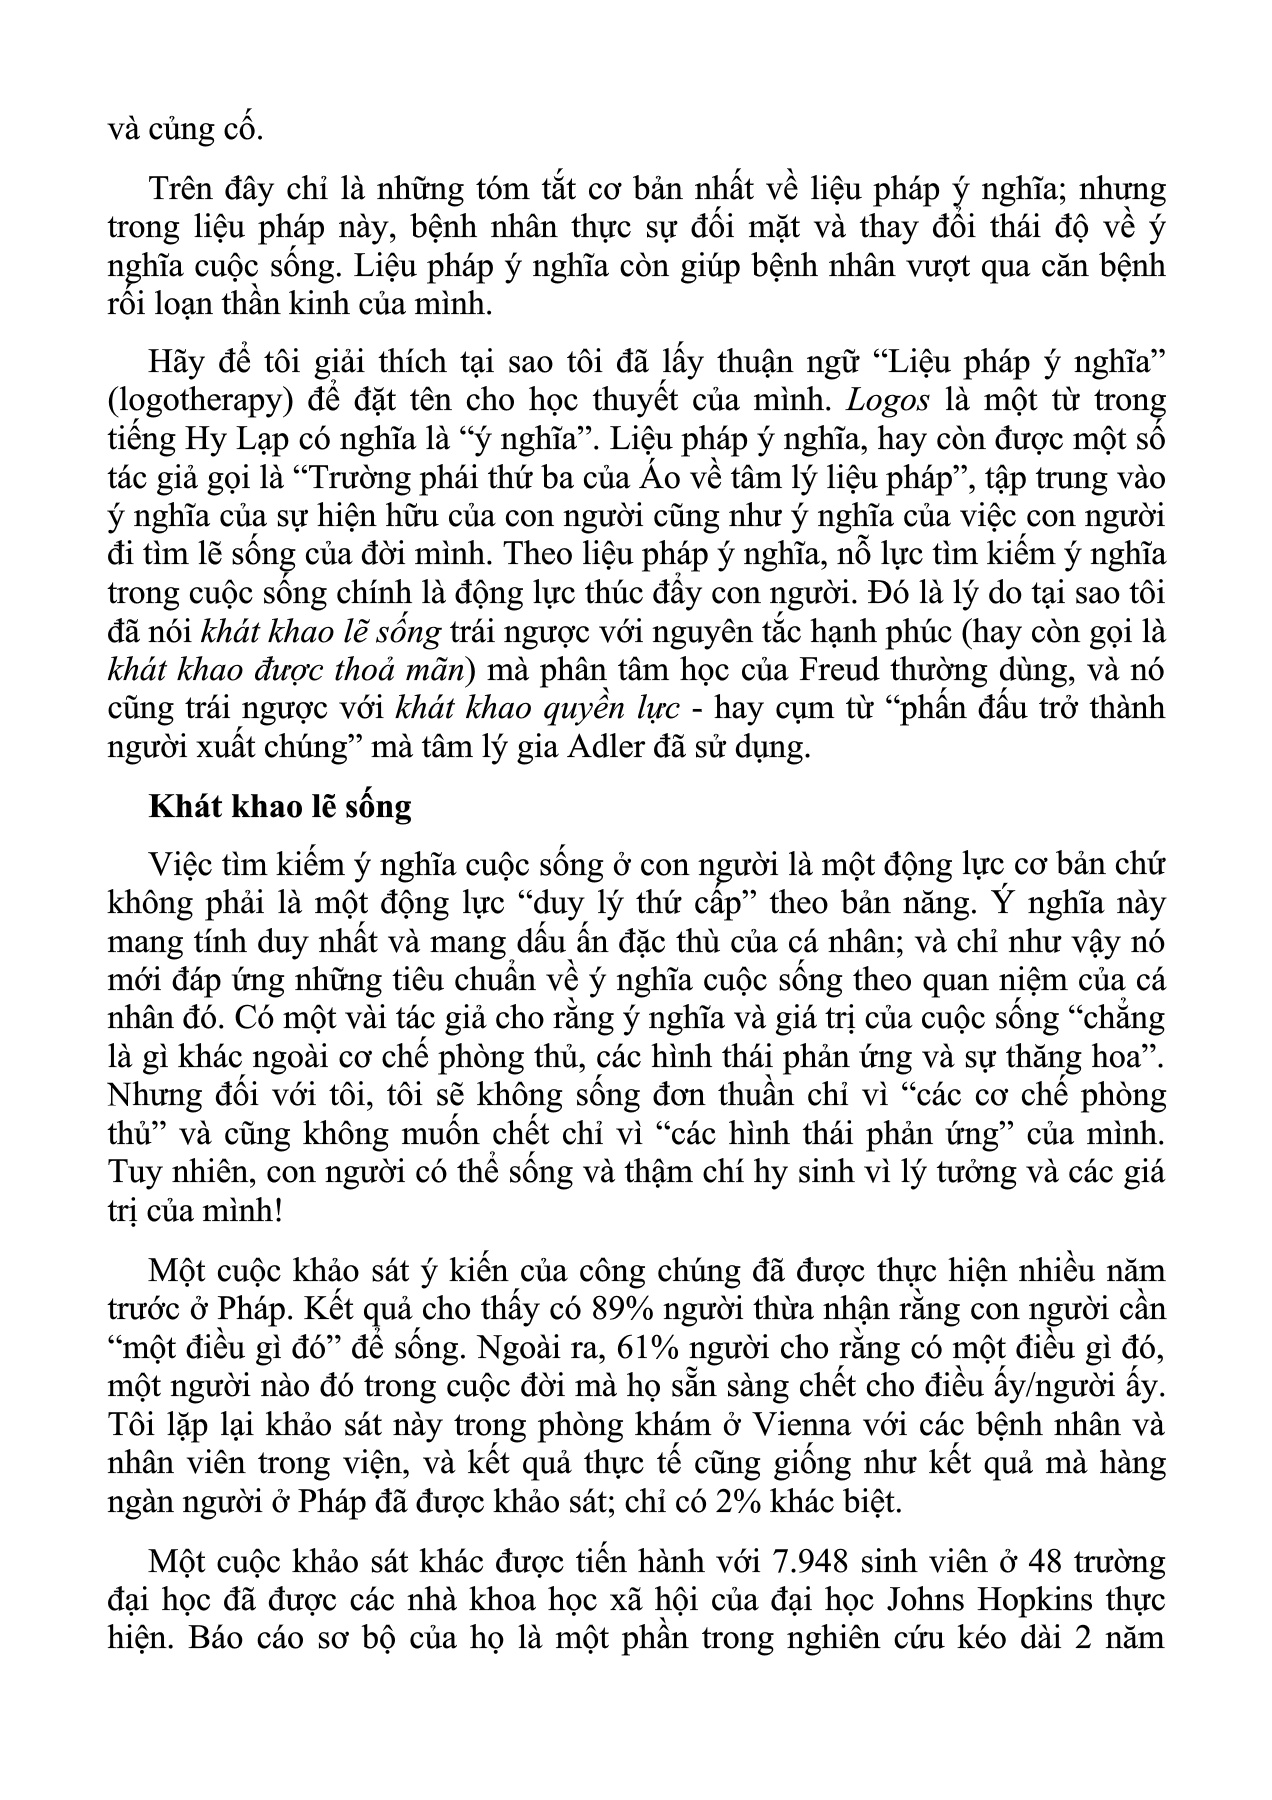 và củng cố.
Trên đây chỉ là những tóm tắt cơ bản nhất về liệu pháp ý nghĩa; nhưng
trong liệu pháp này, bệnh nhân thực sự đối mặt và thay đổi thái độ về ý
nghĩa cuộc sống. Liệu pháp ý nghĩa còn giúp bệnh nhân vượt qua căn bệnh
rối loạn thần kinh của mình.
Hãy để tôi giải thích tại sao tôi đã lấy thuận ngữ “Liệu pháp ý nghĩa”
(logotherapy) để đặt tên cho học thuyết của mình. Logos là một từ trong
tiếng Hy Lạp có nghĩa là “ý nghĩa”. Liệu pháp ý nghĩa, hay còn được một số
tác giả gọi là “Trường phái thứ ba của Áo về tâm lý liệu pháp”, tập trung vào
ý nghĩa của sự hiện hữu của con người cũng như ý nghĩa của việc con người
đi tìm lẽ sống của đời mình. Theo liệu pháp ý nghĩa, nỗ lực tìm kiếm ý nghĩa
trong cuộc sống chính là động lực thúc đẩy con người. Đó là lý do tại sao tôi
đã nói khát khao lẽ sống trái ngược với nguyên tắc hạnh phúc (hay còn gọi là
khát khao được thoả mãn) mà phân tâm học của Freud thường dùng, và nó
cũng trái ngược với khát khao quyền lực - hay cụm từ “phấn đấu trở thành
người xuất chúng” mà tâm lý gia Adler đã sử dụng.
Khát khao lẽ sống
Việc tìm kiếm ý nghĩa cuộc sống ở con người là một động lực cơ bản chứ
không phải là một động lực “duy lý thứ cấp” theo bản năng. Ý nghĩa này
mang tính duy nhất và mang dấu ấn đặc thù của cá nhân; và chỉ như vậy nó
mới đáp ứng những tiêu chuẩn về ý nghĩa cuộc sống theo quan niệm của cá
nhân đó. Có một vài tác giả cho rằng ý nghĩa và giá trị của cuộc sống “chẳng
là gì khác ngoài cơ chế phòng thủ, các hình thái phản ứng và sự thăng hoa”.
Nhưng đối với tôi, tôi sẽ không sống đơn thuần chỉ vì “các cơ chế phòng
thủ” và cũng không muốn chết chỉ vì “các hình thái phản ứng” của mình.
Tuy nhiên, con người có thể sống và thậm chí hy sinh vì lý tưởng và các giá
trị của mình!
Một cuộc khảo sát ý kiến của công chúng đã được thực hiện nhiều năm
trước ở Pháp. Kết quả cho thấy có 89% người thừa nhận rằng con người cần
“một điều gì đó” để sống. Ngoài ra, 61% người cho rằng có một điều gì đó,
một người nào đó trong cuộc đời mà họ sẵn sàng chết cho điều ấy/người ấy.
Tôi lặp lại khảo sát này trong phòng khám ở Vienna với các bệnh nhân và
nhân viên trong viện, và kết quả thực tế cũng giống như kết quả mà hàng
ngàn người ở Pháp đã được khảo sát; chỉ có 2% khác biệt.
Một cuộc khảo sát khác được tiến hành với 7.948 sinh viên ở 48 trường
đại học đã được các nhà khoa học xã hội của đại học Johns Hopkins thực
hiện. Báo cáo sơ bộ của họ là một phần trong nghiên cứu kéo dài 2 năm